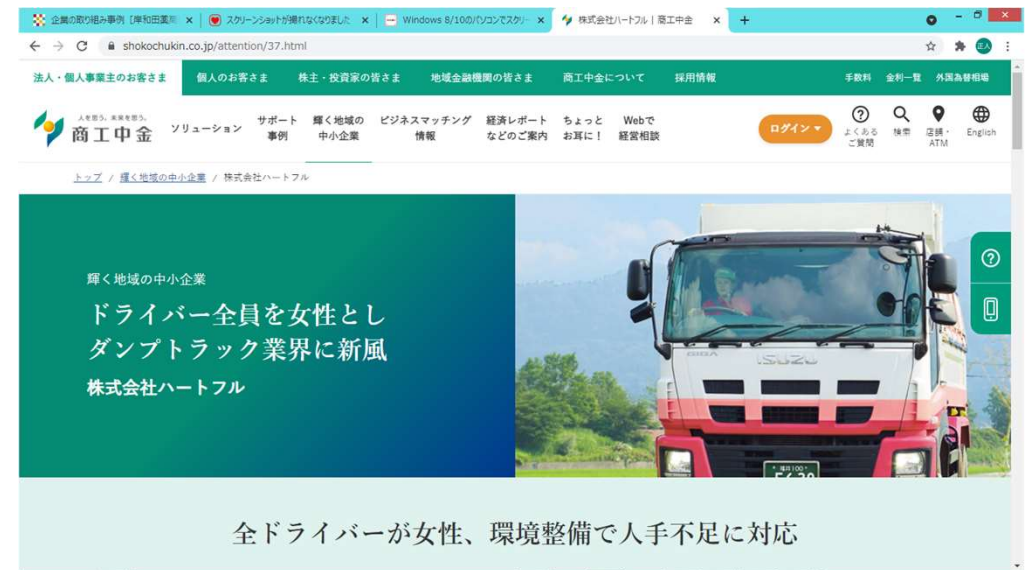 企業の取り組み事例 [岸和田薬剤
スクリーンショットが撮れなくなりました
Windows 8/10のパソコンでスクリー
株式会社ハートフル | 商工中金
shokochukin.co.jp/attention/37.html
正人
法人・個人事業主のお客さま
個人のお客さま
株主・投資家の皆さま
地域金融機関の皆さま
商工中金について
採用情報
手数料
金利一覧
外国為替相場
人を思う。未来を思う。
商工中金
ソリューション
サポート
事例
輝く地域の
中小企業
ビジネスマッチング
情報
経済レポート
などのご案内
ちょっと
お耳に!
Webで
経営相談
ログイン
よくある
ご質問
検索
店舗・
ATM
English
トップ / 輝く地域の中小企業 / 株式会社ハートフル
輝く地域の中小企業
ドライバー全員を女性とし
ダンプトラック業界に新風
株式会社ハートフル
GIGA
ISUZU
全ドライバーが女性、環境整備で人手不足に対応